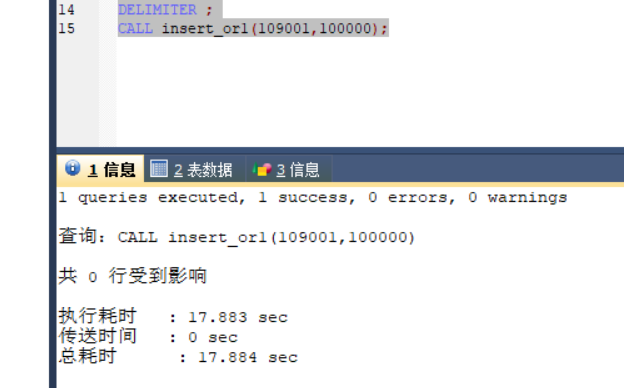 14 DELIMITER ;
15 CALL insert_or1(109001,100000);
1 信息 2 表数据 3 信息
1 queries executed, 1 success, 0 errors, 0 warnings
查询: CALL insert_or1(109001,100000)
共 0 行受到影响
执行耗时 : 17.883 sec
传送时间 : 0 sec
总耗时 : 17.884 sec